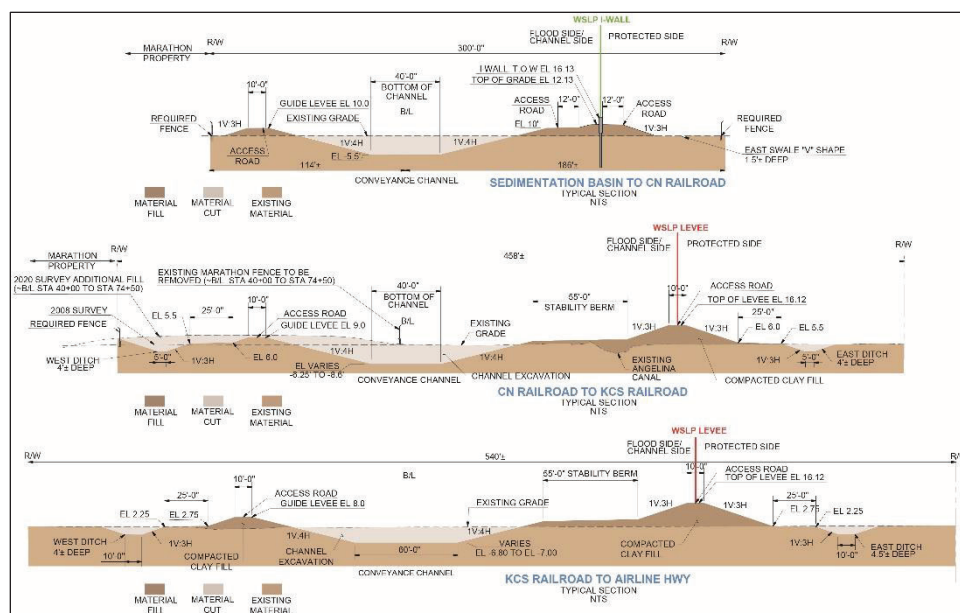 WSLP I-WALL
R/W
FLOOD SIDE/
CHANNEL SIDE
PROTECTED SIDE
R/W
MARATHON
PROPERTY
300'-0"
10'-0"
40'-0"
BOTTOM OF
CHANNEL
B/L
I WALL T.O.W EL 16.13
TOP OF GRADE EL 12.13
GUIDE LEVEE EL 10.0
EXISTING GRADE
ACCESS
ROAD
12'-0"
12'-0"
ACCESS
ROAD
REQUIRED
FENCE
1V:3H
EL 10'
1V:3H
REQUIRED
FENCE
1V:4H
1V:4H
ACCESS
ROAD
EL -5.5'
EAST SWALE "V" SHAPE
1.5'± DEEP
114'±
186'±
CONVEYANCE CHANNEL
SEDIMENTATION BASIN TO CN RAILROAD
TYPICAL SECTION
NTS
MATERIAL
FILL
MATERIAL
CUT
EXISTING
MATERIAL
WSLP LEVEE
R/W
FLOOD SIDE/
CHANNEL SIDE
PROTECTED SIDE
R/W
MARATHON
PROPERTY
458'±
2020 SURVEY ADDITIONAL FILL
(~B/L STA 40+00 TO STA 74+50)
EXISTING MARATHON FENCE TO BE
REMOVED (~B/L STA 40+00 TO STA 74+50)
40'-0"
BOTTOM OF
CHANNEL
B/L
2008 SURVEY
REQUIRED FENCE
EL 5.5
25'-0"
10'-0"
ACCESS ROAD
GUIDE LEVEE EL 9.0
EXISTING
GRADE
55'-0"
STABILITY BERM
10'-0"
ACCESS ROAD
TOP OF LEVEE EL 16.12
1V:3H
1V:3H
25'-0"
EL 6.0
EL 5.5
WEST DITCH
4'± DEEP
5'-0"
1V:3H
EL 6.0
1V:4H
1V:4H
EL VARIES
-8.25' TO -8.6'
CONVEYANCE CHANNEL
CHANNEL EXCAVATION
EXISTING
ANGELINA
CANAL
1V:3H
5'-0"
EAST DITCH
4'± DEEP
COMPACTED CLAY FILL
CN RAILROAD TO KCS RAILROAD
TYPICAL SECTION
NTS
MATERIAL
FILL
MATERIAL
CUT
EXISTING
MATERIAL
WSLP LEVEE
R/W
FLOOD SIDE/
CHANNEL SIDE
PROTECTED SIDE
R/W
540'±
B/L
10'-0"
25'-0"
ACCESS ROAD
GUIDE LEVEE EL 8.0
55'-0" STABILITY BERM
10'-0"
ACCESS ROAD
TOP OF LEVEE EL 16.12
EL 2.25
EL 2.75
EXISTING GRADE
1V:3H
1V:3H
25'-0"
EL 2.75
EL 2.25
WEST DITCH
4'± DEEP
1V:3H
1V:4H
1V:4H
10'-0"
COMPACTED
CLAY FILL
CHANNEL
EXCAVATION
60'-0"
VARIES
EL -6.80 TO EL -7.00
COMPACTED
CLAY FILL
1V:3H
10'-0"
EAST DITCH
4.5'± DEEP
CONVEYANCE CHANNEL
KCS RAILROAD TO AIRLINE HWY
TYPICAL SECTION
NTS
MATERIAL
FILL
MATERIAL
CUT
EXISTING
MATERIAL